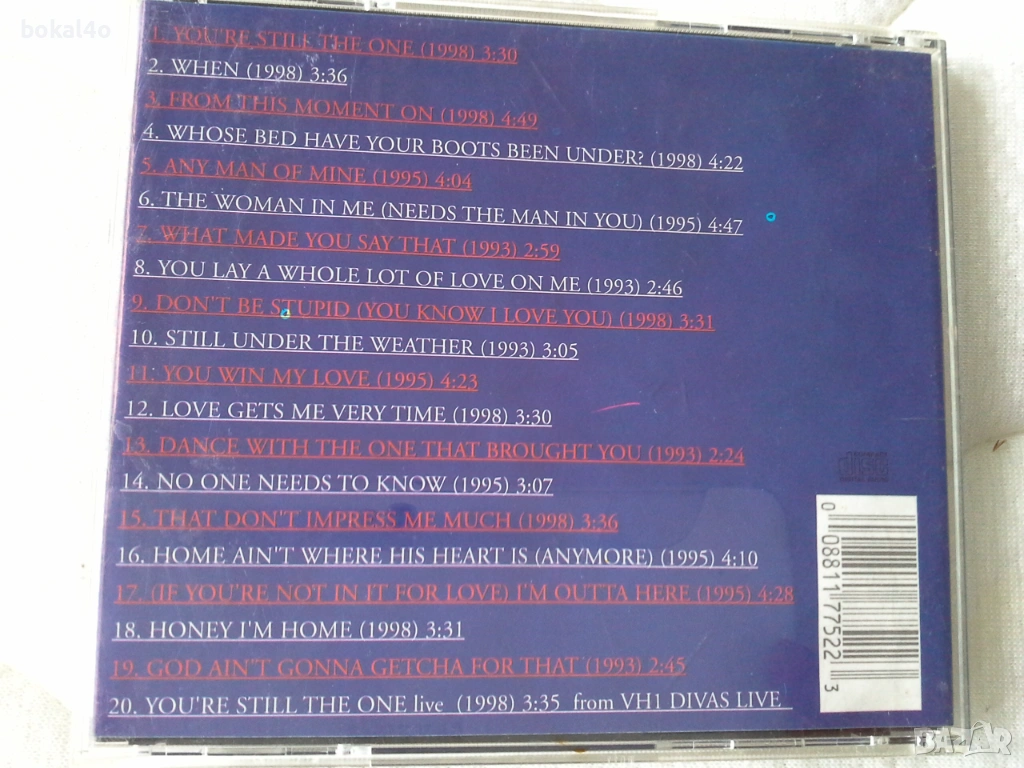 bokal4o
1. YOU'RE STILL THE ONE (1998) 3:30
2. WHEN (1998) 3:36
3. FROM THIS MOMENT ON (1998) 4:49
4. WHOSE BED HAVE YOUR BOOTS BEEN UNDER? (1998) 4:22
5. ANY MAN OF MINE (1995) 4:04
6. THE WOMAN IN ME (NEEDS THE MAN IN YOU) (1995) 4:47
7. WHAT MADE YOU SAY THAT (1993) 2:59
8. YOU LAY A WHOLE LOT OF LOVE ON ME (1993) 2:46
9. DON'T BE STUPID (YOU KNOW I LOVE YOU) (1998) 3:31
10. STILL UNDER THE WEATHER (1993) 3:05
11. YOU WIN MY LOVE (1995) 4:23
12. LOVE GETS ME VERY TIME (1998) 3:30
13. DANCE WITH THE ONE THAT BROUGHT YOU (1993) 2:24
14. NO ONE NEEDS TO KNOW (1995) 3:07
15. THAT DON'T IMPRESS ME MUCH (1998) 3:36
16. HOME AIN'T WHERE HIS HEART IS (ANYMORE) (1995) 4:10
17. (IF YOU'RE NOT IN IT FOR LOVE) I'M OUTTA HERE (1995) 4:28
18. HONEY I'M HOME (1998) 3:31
19. GOD AIN'T GONNA GETCHA FOR THAT (1993) 2:45
20. YOU'RE STILL THE ONE live (1998) 3:35 from VH1 DIVAS LIVE
disc
0 08811 77522 3
BAZAR